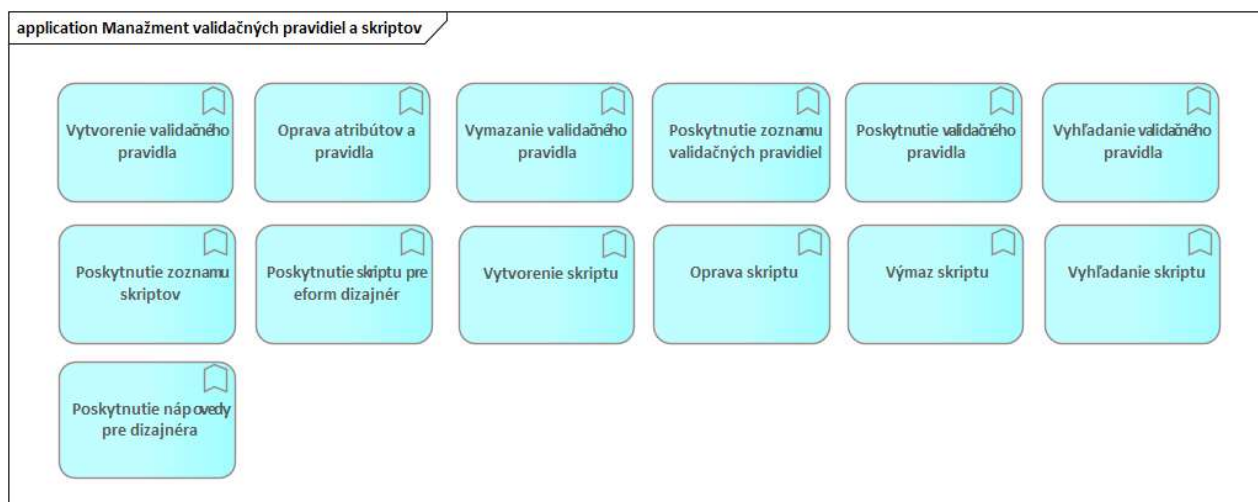 application Manažment validačných pravidiel a skriptov
Vytvorenie validačného
pravidla
Oprava atribútov a
pravidla
Vymazanie validačného
pravidla
Poskytnutie zoznamu
validačných pravidiel
Poskytnutie validačného
pravidla
Vyhľadanie validačného
pravidla
Poskytnutie zoznamu
skriptov
Poskytnutie skriptu pre
eform dizajnér
Vytvorenie skriptu
Oprava skriptu
Výmaz skriptu
Vyhľadanie skriptu
Poskytnutie nápovedy
pre dizajnéra